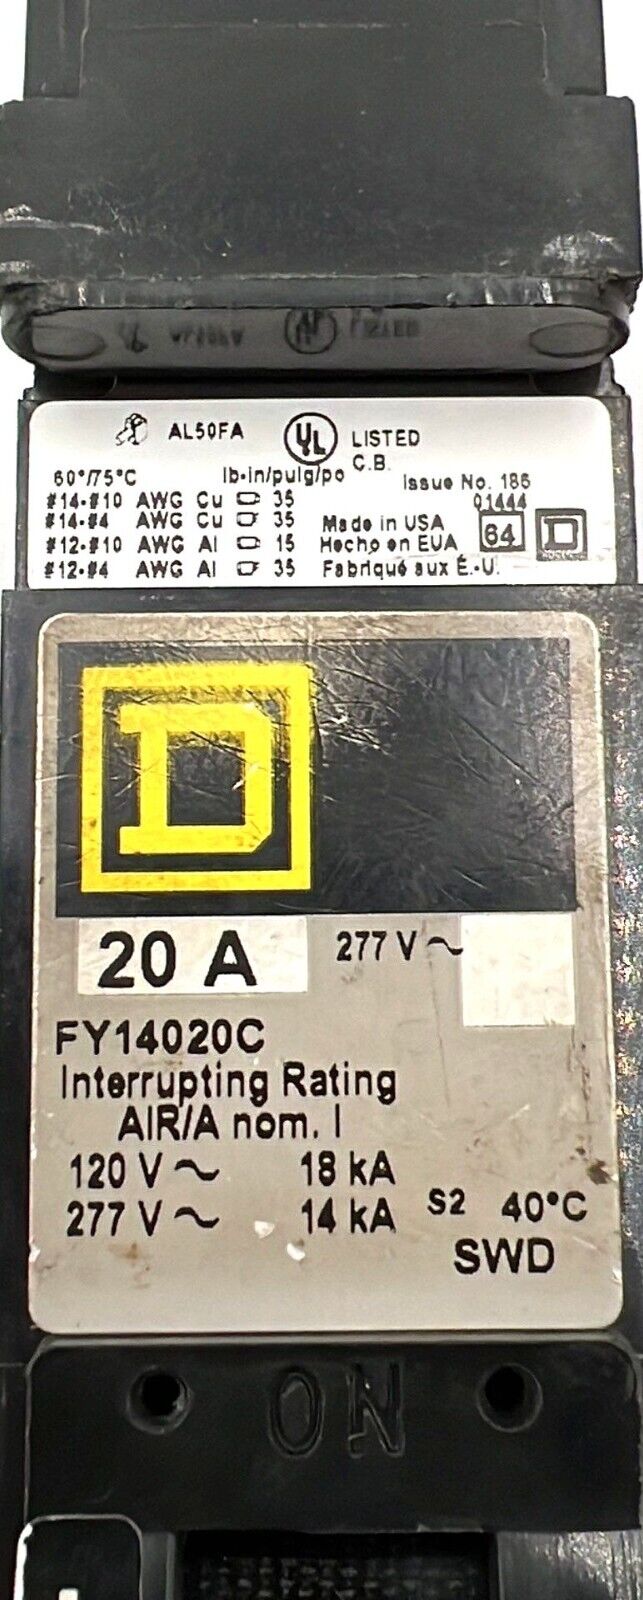 AL50FA UL LISTED
C.B.
60°/75°C lb-in/pulg/po Issue No. 186
#14-#10 AWG Cu 35 01444
#14-#4 AWG Cu 35 Made in USA 64
#12-#10 AWG Al 15 Hecho en EUA
#12-#4 AWG Al 35 Fabriqué aux É.-U.
D
20 A 277 V ~
FY14020C
Interrupting Rating
AIR/A nom. I
120 V ~ 18 kA
277 V ~ 14 kA S2 40°C
SWD
ON